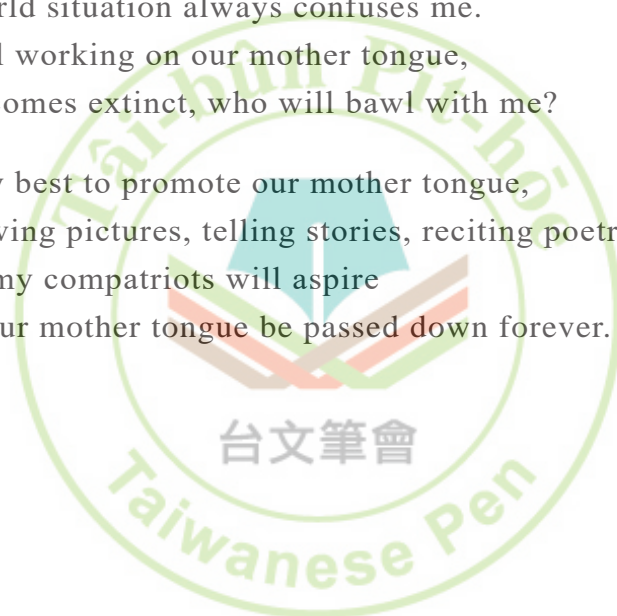 rld situation always confuses me.
l working on our mother tongue,
omes extinct, who will bawl with me?
y best to promote our mother tongue,
wing pictures, telling stories, reciting poetr
my compatriots will aspire
ur mother tongue be passed down forever.
Tâi-bûn Pit-hōe
台文筆會
Taiwanese Pen